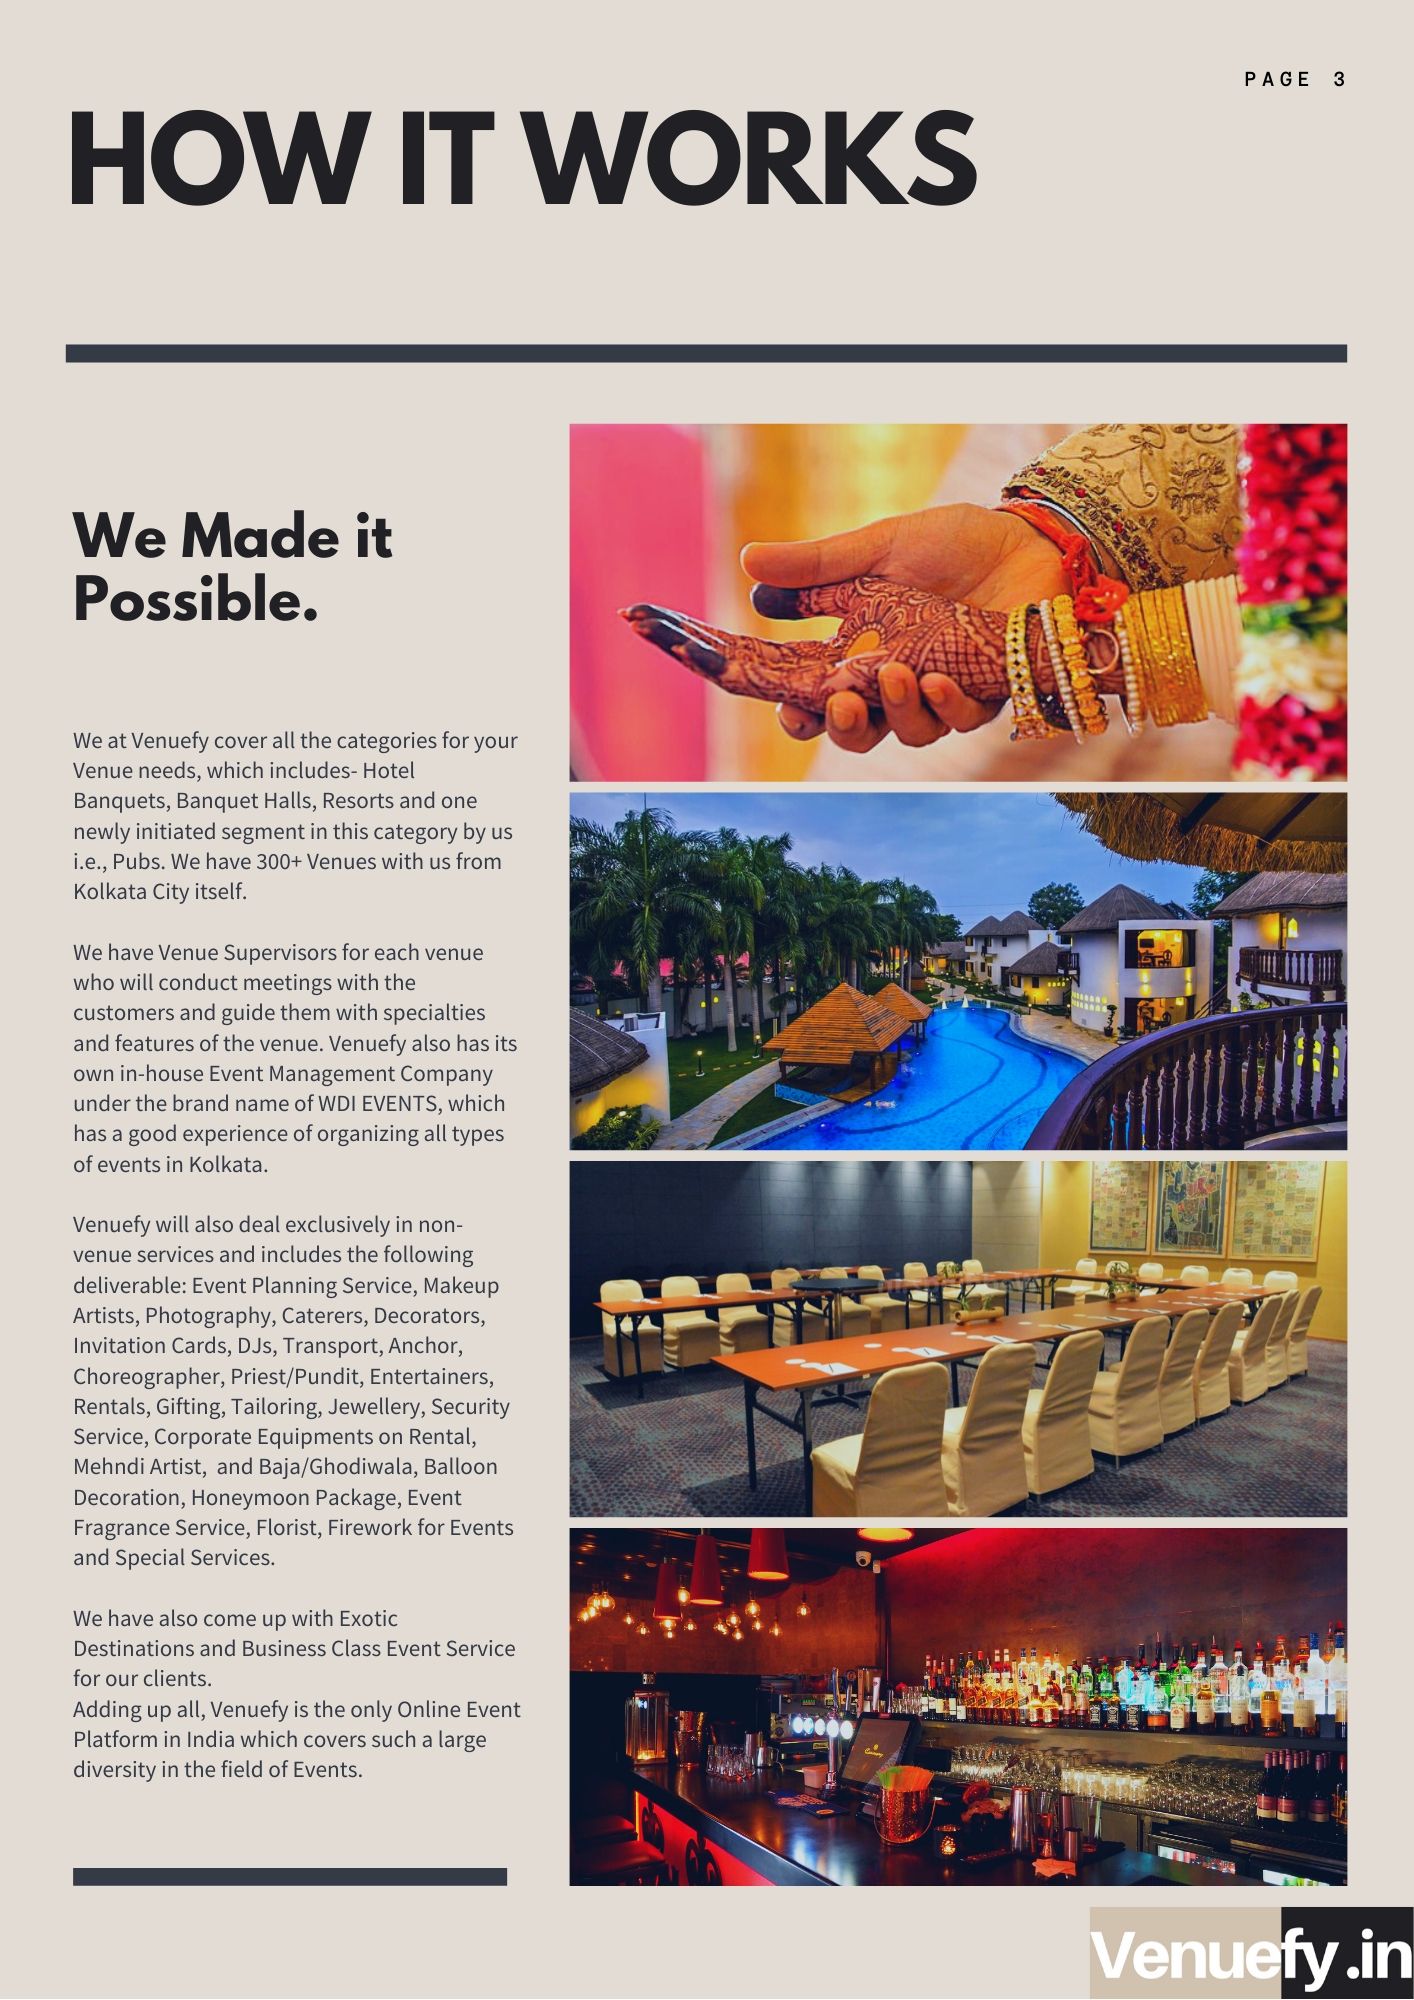 PAGE 3
HOW IT WORKS
We Made it
Possible.
We at Venuefy cover all the categories for your
Venue needs, which includes- Hotel
Banquets, Banquet Halls, Resorts and one
newly initiated segment in this category by us
i.e., Pubs. We have 300+ Venues with us from
Kolkata City itself.
We have Venue Supervisors for each venue
who will conduct meetings with the
customers and guide them with specialties
and features of the venue. Venuefy also has its
own in-house Event Management Company
under the brand name of WDI EVENTS, which
has a good experience of organizing all types
of events in Kolkata.
Venuefy will also deal exclusively in non-
venue services and includes the following
deliverable: Event Planning Service, Makeup
Artists, Photography, Caterers, Decorators,
Invitation Cards, DJs, Transport, Anchor,
Choreographer, Priest/Pundit, Entertainers,
Rentals, Gifting, Tailoring, Jewellery, Security
Service, Corporate Equipments on Rental,
Mehndi Artist,  and Baja/Ghodiwala, Balloon
Decoration, Honeymoon Package, Event
Fragrance Service, Florist, Firework for Events
and Special Services.
We have also come up with Exotic
Destinations and Business Class Event Service
for our clients.
Adding up all, Venuefy is the only Online Event
Platform in India which covers such a large
diversity in the field of Events.
Venuefy.in